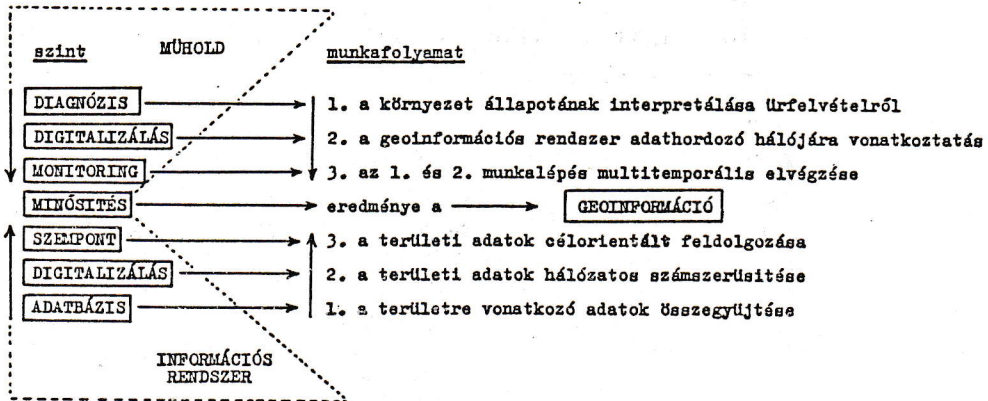 szint MŰHOLD munkafolyamat
DIAGNÓZIS 1. a környezet állapotának interpretálása űrfelvételről
DIGITALIZÁLÁS 2. a geoinformációs rendszer adathordozó hálójára vonatkoztatás
MONITORING 3. az 1. és 2. munkalépés multitemporális elvégzése
MINŐSITÉS eredménye a GEOINFORMÁCIÓ
SZEMPONT 3. a területi adatok célorientált feldolgozása
DIGITALIZÁLÁS 2. a területi adatok hálózatos számszerüsitése
ADATBÁZIS 1. a területre vonatkozó adatok összegyüjtése
INFORMÁCIÓS
RENDSZER